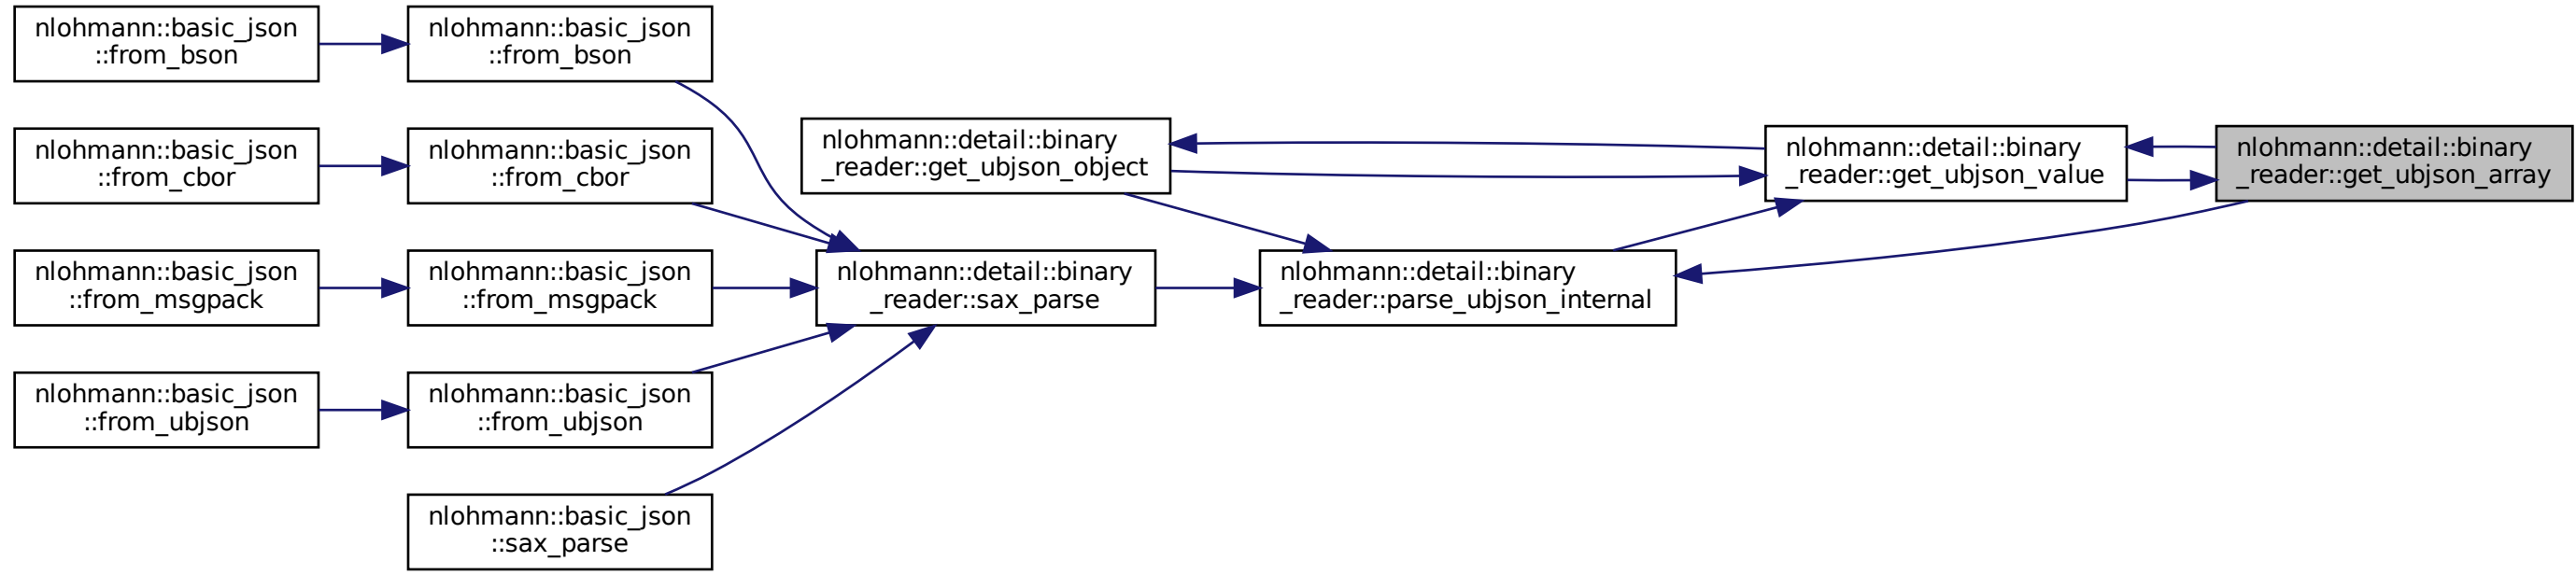 nlohmann::basic_json
::from_bson
nlohmann::basic_json
::from_bson
nlohmann::basic_json
::from_cbor
nlohmann::basic_json
::from_cbor
nlohmann::detail::binary
_reader::get_ubjson_object
nlohmann::detail::binary
_reader::get_ubjson_value
nlohmann::detail::binary
_reader::get_ubjson_array
nlohmann::basic_json
::from_msgpack
nlohmann::basic_json
::from_msgpack
nlohmann::detail::binary
_reader::sax_parse
nlohmann::detail::binary
_reader::parse_ubjson_internal
nlohmann::basic_json
::from_ubjson
nlohmann::basic_json
::from_ubjson
nlohmann::basic_json
::sax_parse